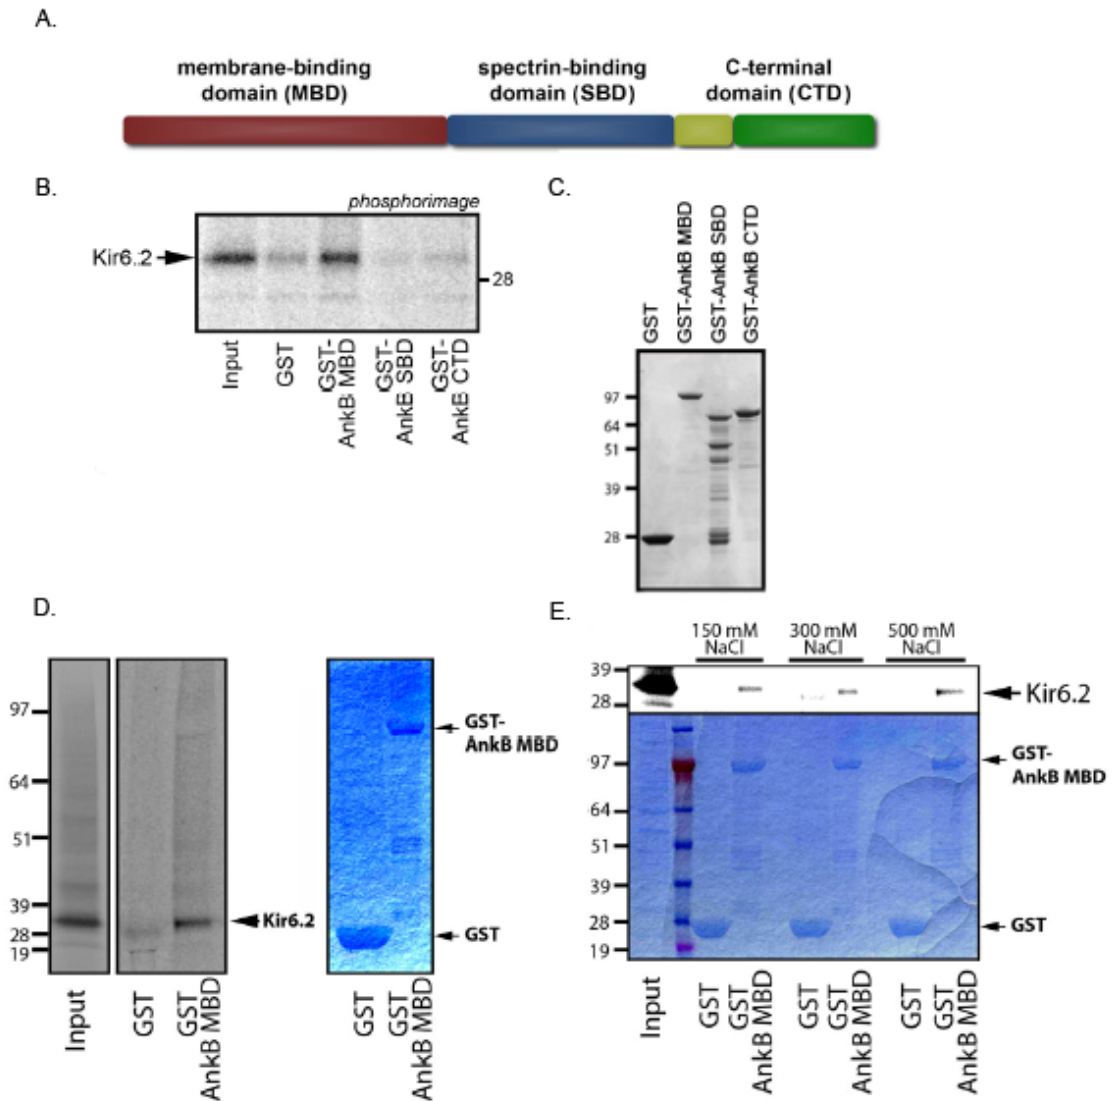 A.
membrane-binding
domain (MBD)
spectrin-binding
domain (SBD)
C-terminal
domain (CTD)
B.
phosphorimage
Kir6.2
28
Input
GST
GST-
AnkB MBD
GST-
AnkB SBD
GST-
AnkB CTD
C.
GST
GST-AnkB MBD
GST-AnkB SBD
GST-AnkB CTD
97
64
51
39
28
D.
97
64
51
39
28
19
Kir6.2
GST-
AnkB MBD
GST
Input
GST
GST
AnkB MBD
GST
GST
AnkB MBD
E.
150 mM
NaCl
300 mM
NaCl
500 mM
NaCl
39
28
Kir6.2
97
64
51
39
28
19
GST-
AnkB MBD
GST
Input
GST
GST
AnkB MBD
GST
GST
AnkB MBD
GST
GST
AnkB MBD